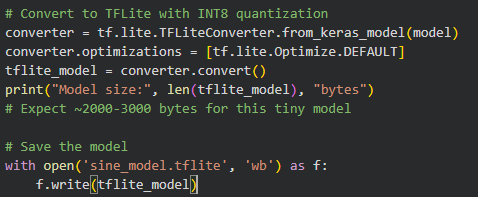 # Convert to TFLite with INT8 quantization
converter = tf.lite.TFLiteConverter.from_keras_model(model)
converter.optimizations = [tf.lite.Optimize.DEFAULT]
tflite_model = converter.convert()
print("Model size:", len(tflite_model), "bytes")
# Expect ~2000-3000 bytes for this tiny model

# Save the model
with open('sine_model.tflite', 'wb') as f:
    f.write(tflite_model)